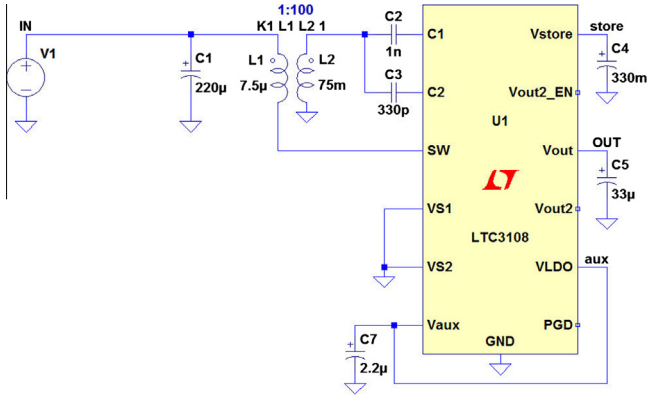 1:100
IN
K1 L1 L2 1
C2
C1
Vstore
store
V1
C1
L1
L2
1n
C4
220µ
7.5µ
75m
C3
C2
330m
330p
Vout2_EN
U1
SW
Vout
OUT
C5
33µ
VS1
Vout2
LTC3108
VS2
VLDO
aux
Vaux
PGD
C7
GND
2.2µ